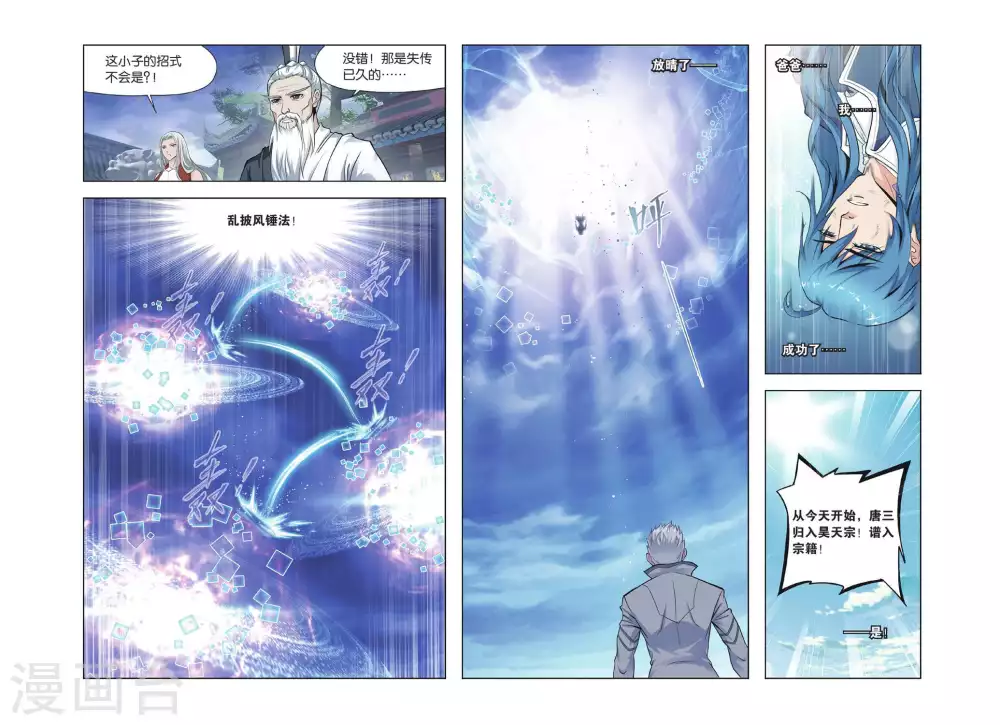 这小子的招式
不会是?!
没错!那是失传
已久的……
乱披风锤法!
轰!
轰!
轰!
轰!
放晴了——
呼
爸爸……
我……
成功了……
从今天开始,唐三
归入昊天宗!谱入
宗籍!
——是!
漫画台